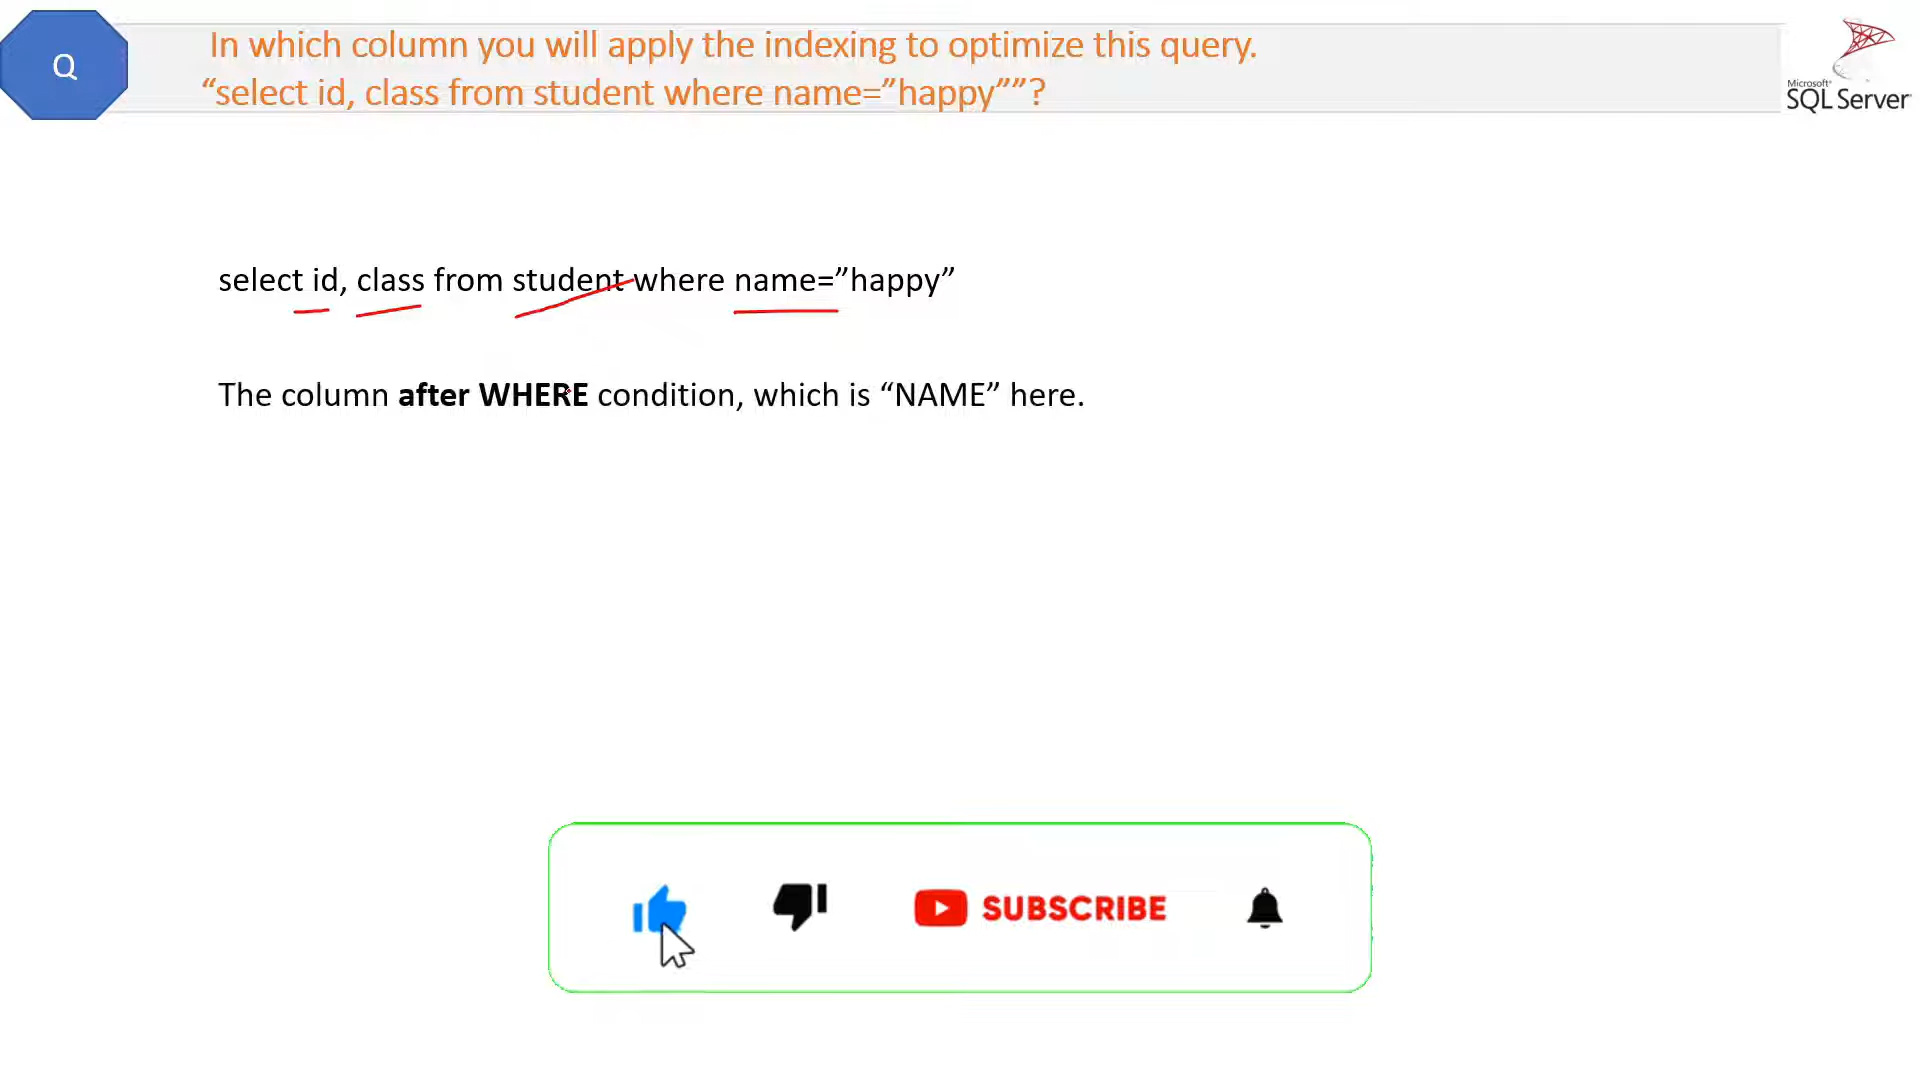 Q
In which column you will apply the indexing to optimize this query.
“select id, class from student where name=”happy””?
Microsoft®
SQL Server®
select id, class from student where name=”happy”
The column after WHERE condition, which is “NAME” here.
SUBSCRIBE